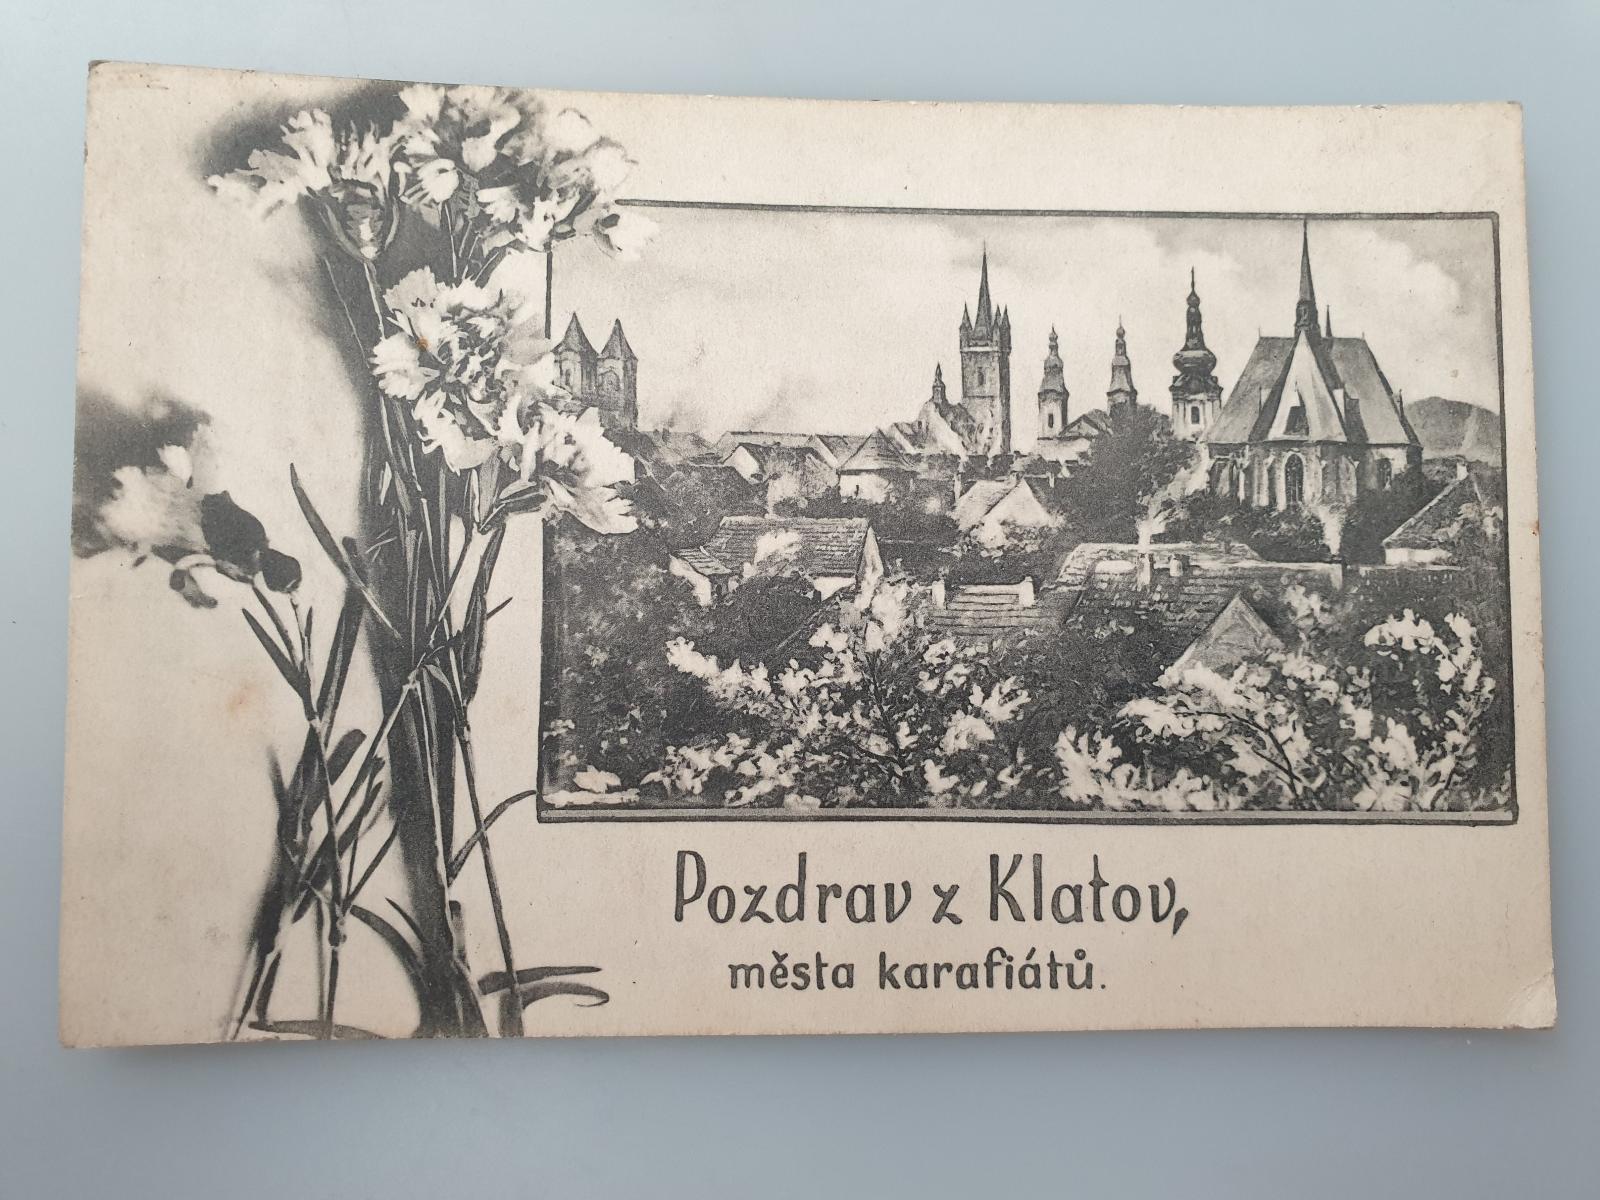 Pozdrav z Klatov,
města karafiátů.